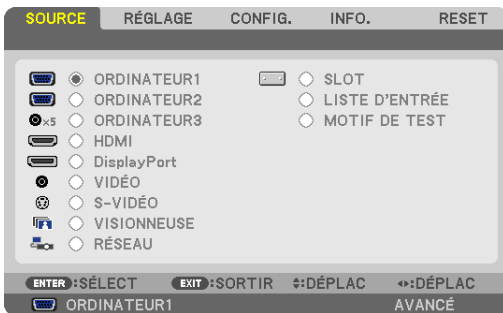 SOURCE RÉGLAGE CONFIG. INFO. RESET
ORDINATEUR1
ORDINATEUR2
×5 ORDINATEUR3
HDMI
DisplayPort
VIDÉO
S-VIDÉO
VISIONNEUSE
RÉSEAU
SLOT
LISTE D'ENTRÉE
MOTIF DE TEST
ENTER :SÉLECT EXIT :SORTIR :DÉPLAC :DÉPLAC
ORDINATEUR1 AVANCÉ